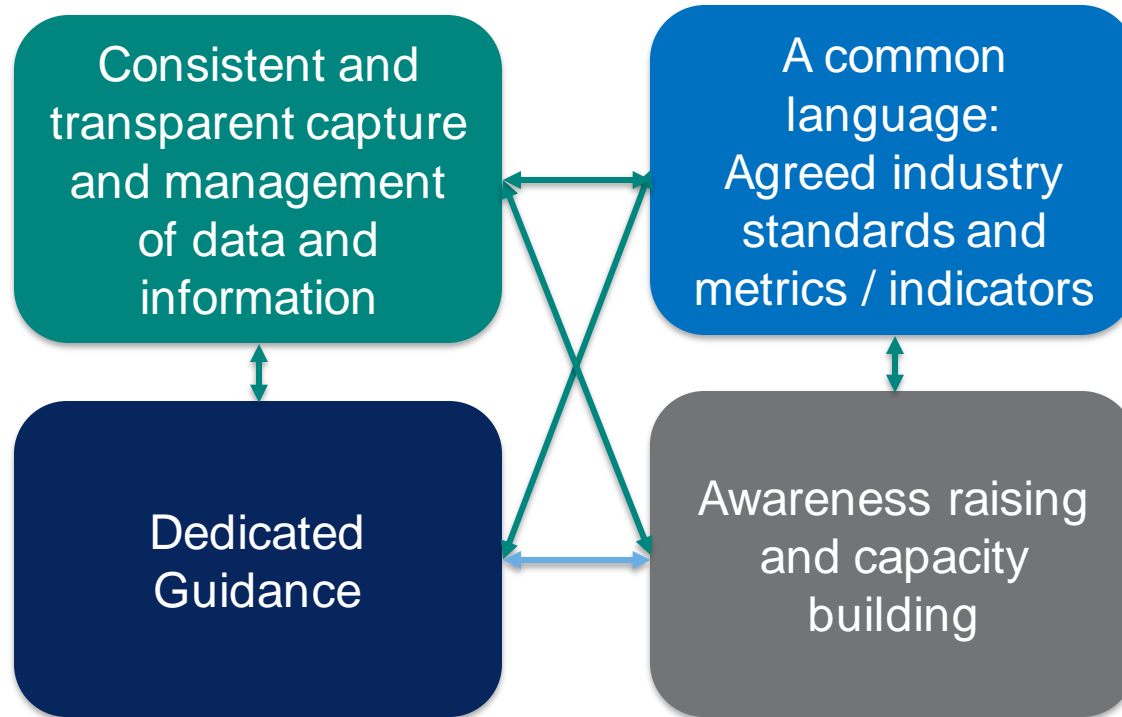 Consistent and
transparent capture
and management
of data and
information
A common
language:
Agreed industry
standards and
metrics / indicators
Dedicated
Guidance
Awareness raising
and capacity
building